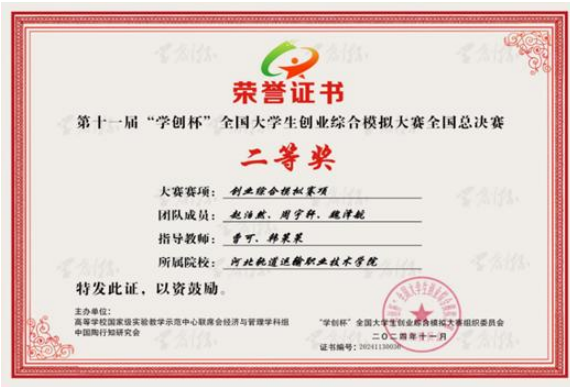 荣誉证书
第十一届“学创杯”全国大学生创业综合模拟大赛全国总决赛
二等奖
大赛赛项：创业综合模拟赛项
团队成员：赵浩然、周宇轩、魏泽毓
指导教师：曹可、韩茉茉
所属院校：河北轨道运输职业技术学院
特发此证，以资鼓励。
主办单位：
高等学校国家级实验教学示范中心联席会经济与管理学科组
中国陶行知研究会
“学创杯”全国大学生创业综合模拟大赛组织委员会
二〇二四年十一月
证书编号：20241130036